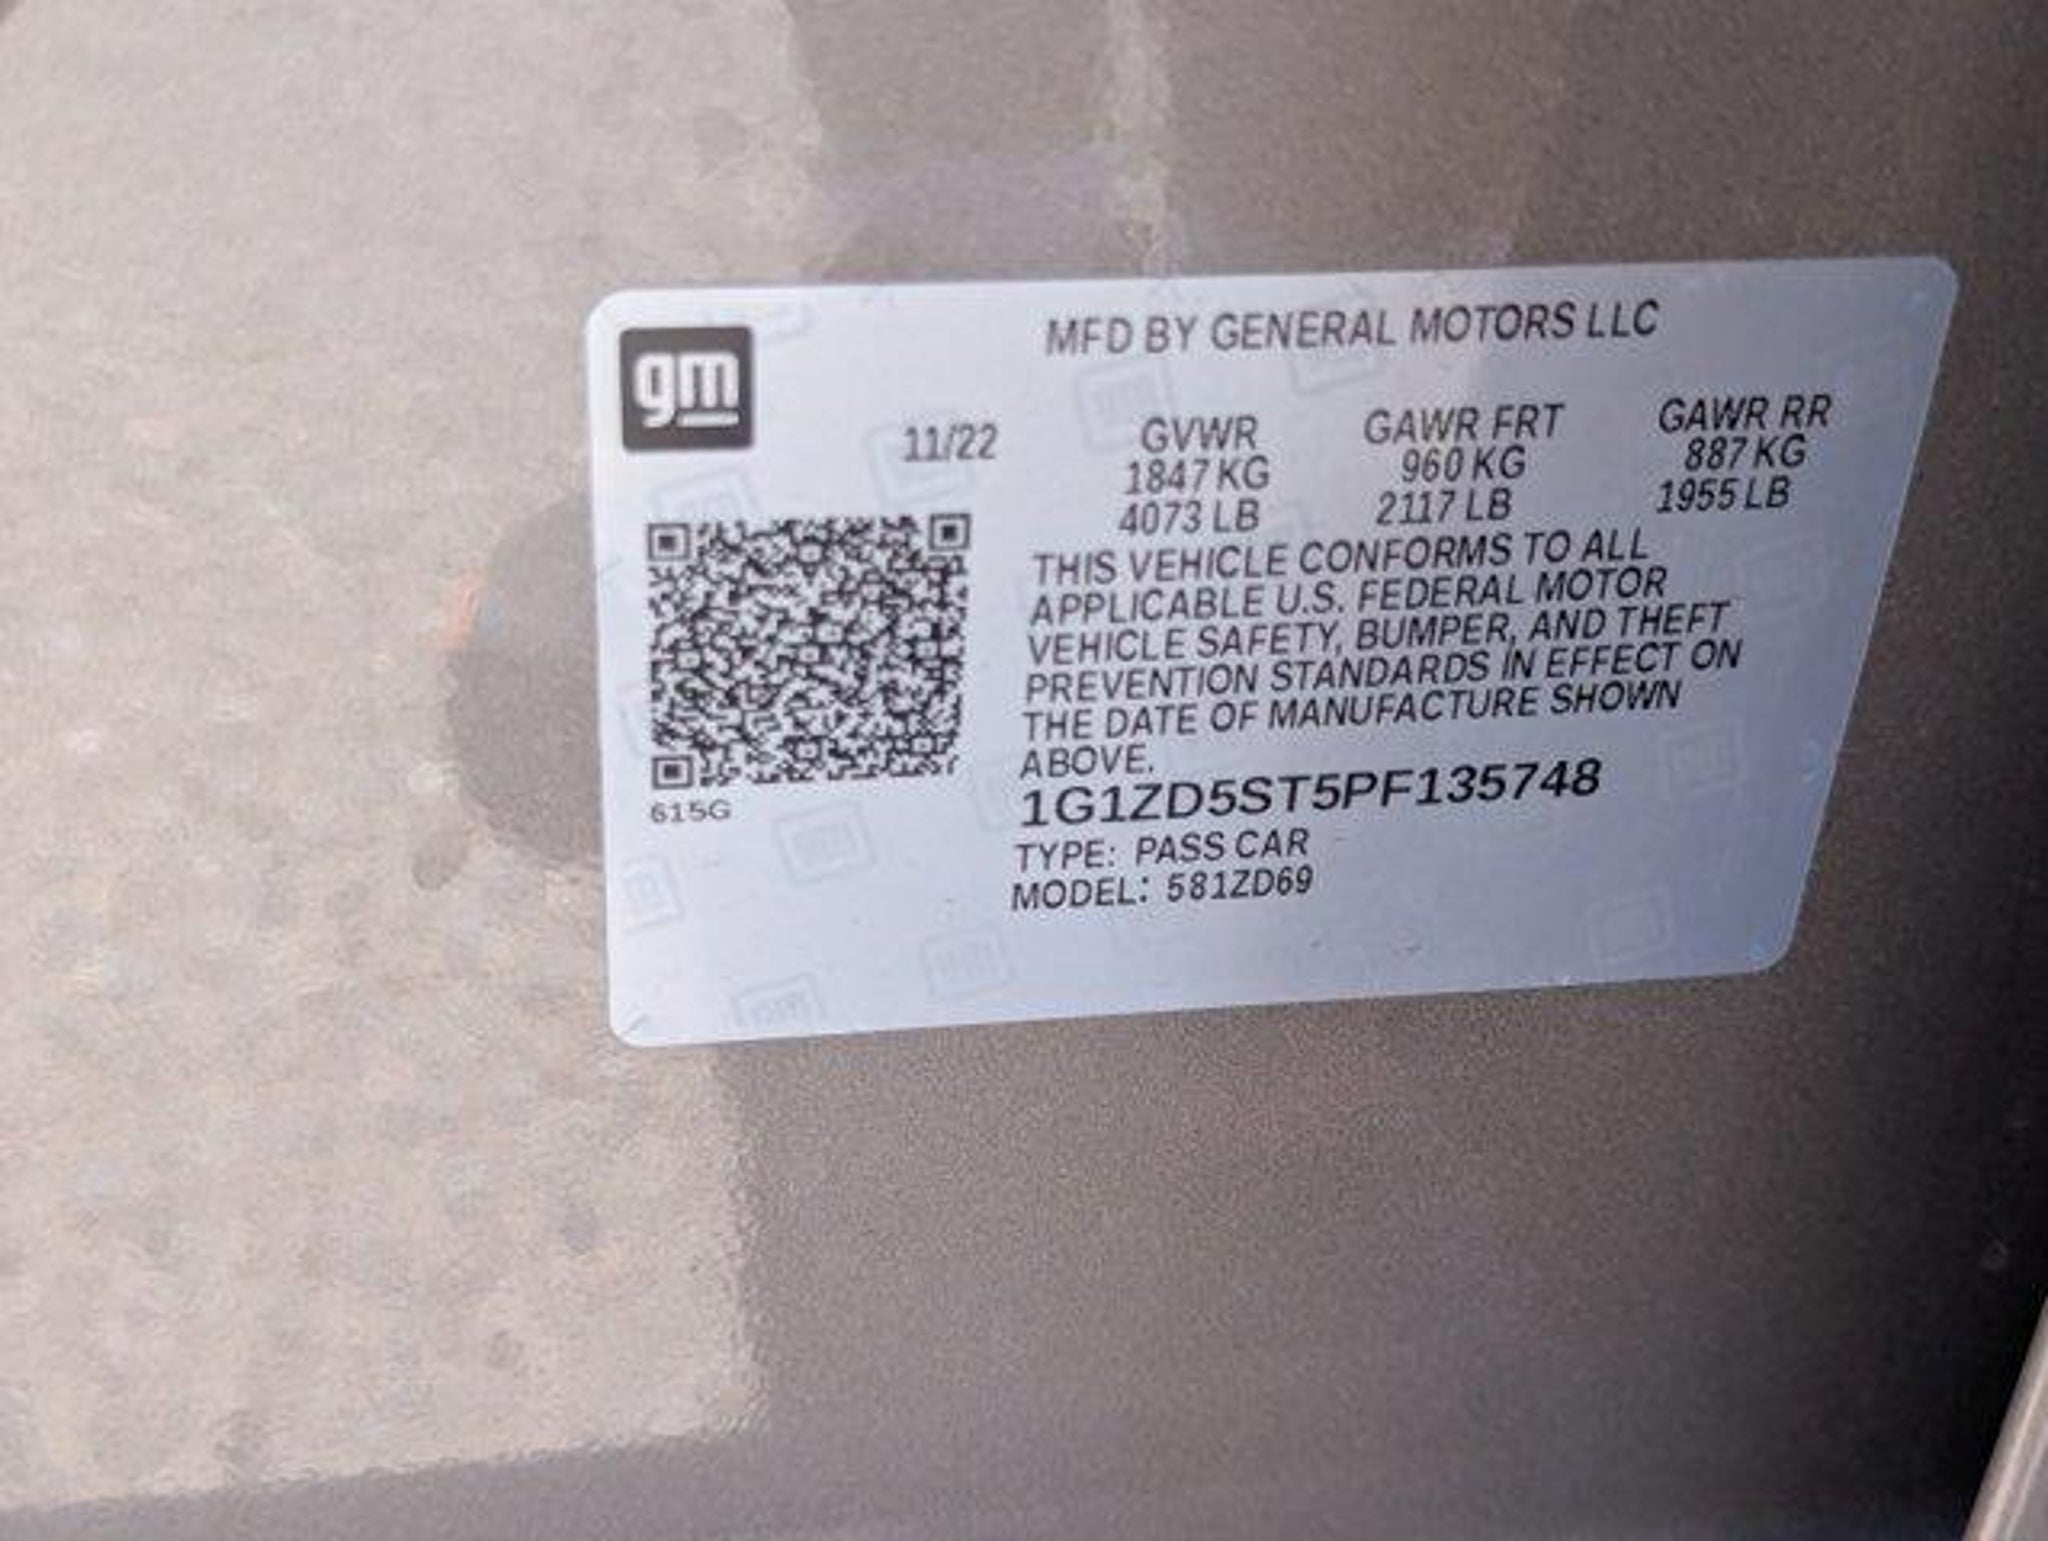 gm
MFD BY GENERAL MOTORS LLC
11/22
GVWR
1847 KG
4073 LB
GAWR FRT
960 KG
2117 LB
GAWR RR
887 KG
1955 LB
THIS VEHICLE CONFORMS TO ALL
APPLICABLE U.S. FEDERAL MOTOR
VEHICLE SAFETY, BUMPER, AND THEFT
PREVENTION STANDARDS IN EFFECT ON
THE DATE OF MANUFACTURE SHOWN
ABOVE.
615G
1G1ZD5ST5PF135748
TYPE: PASS CAR
MODEL: 581ZD69